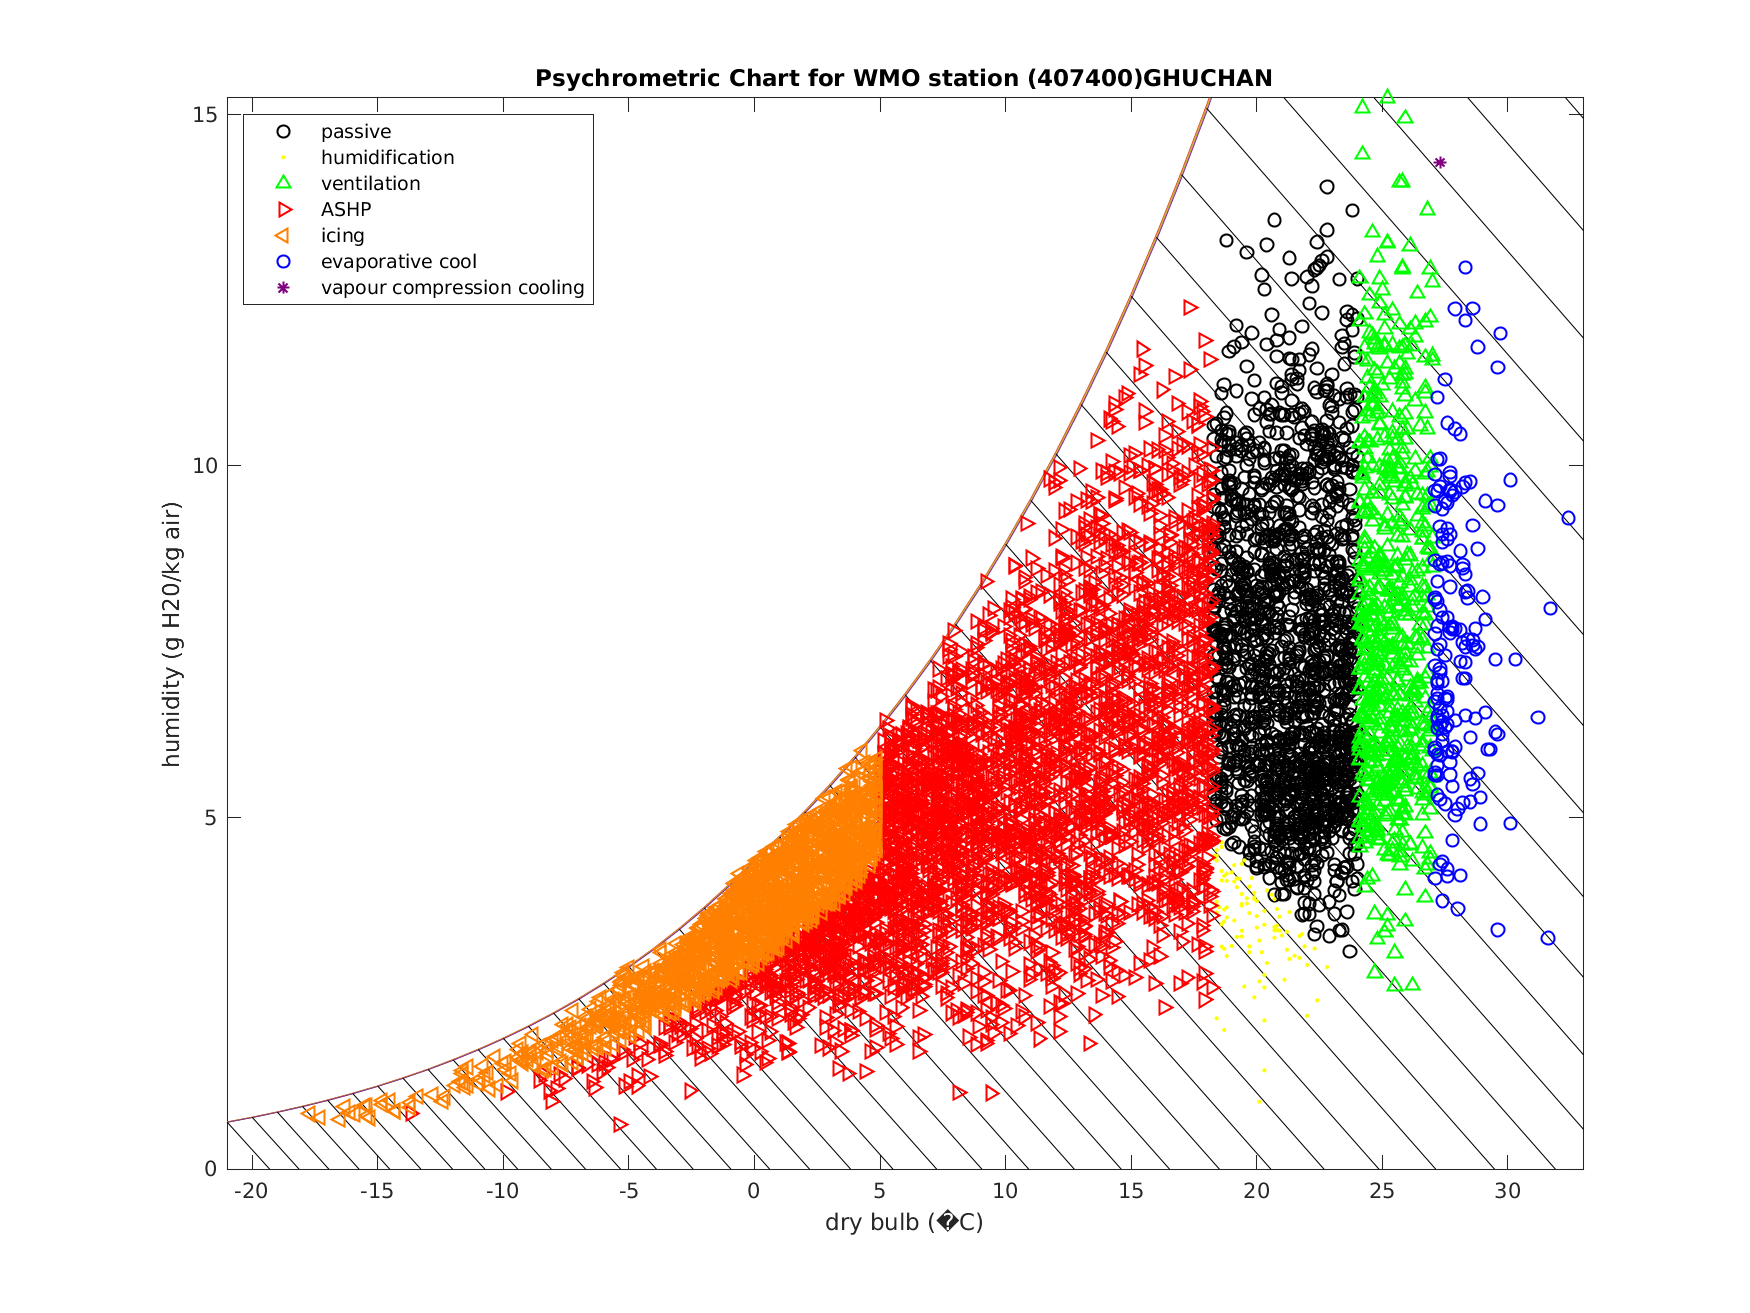 Psychrometric Chart for WMO station (407400)GHUCHAN
passive
humidification
ventilation
ASHP
icing
evaporative cool
vapour compression cooling
humidity (g H20/kg air)
15
10
5
0
-20 -15 -10 -5 0 5 10 15 20 25 30
dry bulb (�C)